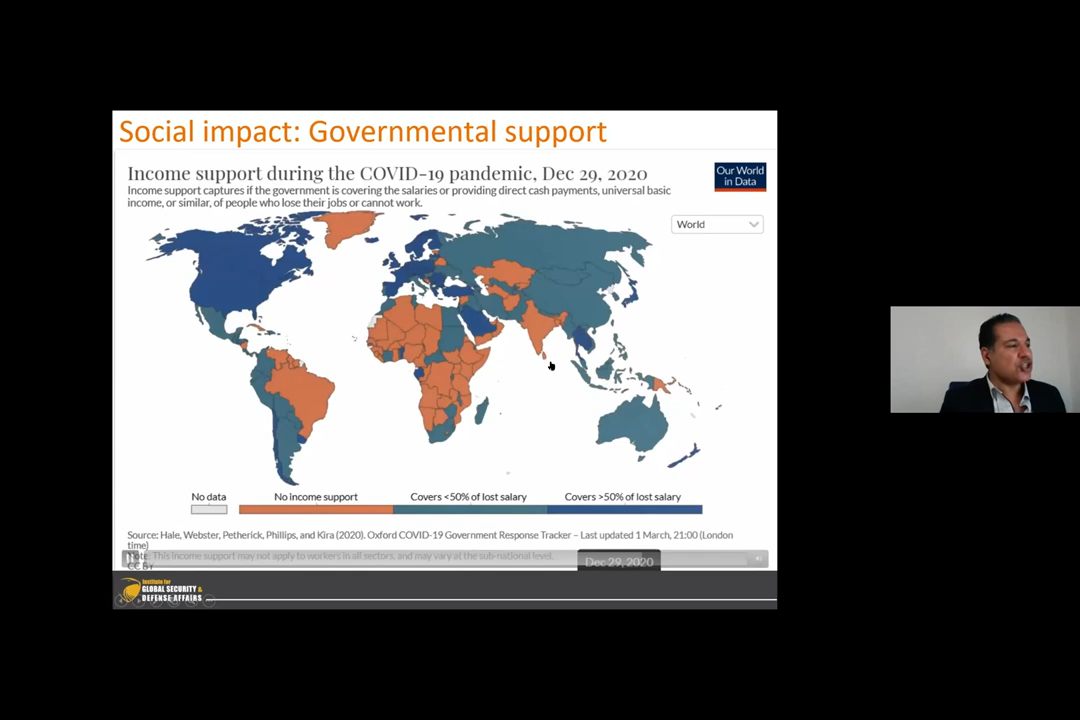 Social impact: Governmental support
Income support during the COVID-19 pandemic, Dec 29, 2020
Income support captures if the government is covering the salaries or providing direct cash payments, universal basic
income, or similar, of people who lose their jobs or cannot work.
Our World
in Data
World
No data
No income support
Covers <50% of lost salary
Covers >50% of lost salary
Source: Hale, Webster, Petherick, Phillips, and Kira (2020). Oxford COVID-19 Government Response Tracker – Last updated 1 March, 21:00 (London
time)
Note: This income support may not apply to workers in all sectors, and may vary at the sub-national level.
CC BY
Dec 29, 2020
Institute for
GLOBAL SECURITY &
DEFENSE AFFAIRS